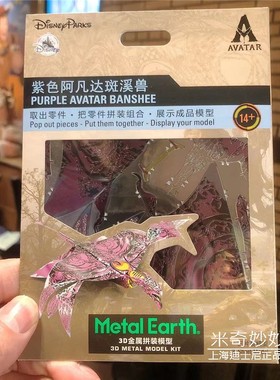 Disney PARKS
Disney
AVATAR
紫色阿凡达斑溪兽
PURPLE AVATAR BANSHEE
取出零件・把零件拼装组合・展示成品模型
Pop out pieces - Put them together - Display your model
14+
Metal Earth
3D金属拼装模型
3D METAL MODEL KIT
米奇妙妙
上海迪士尼正品